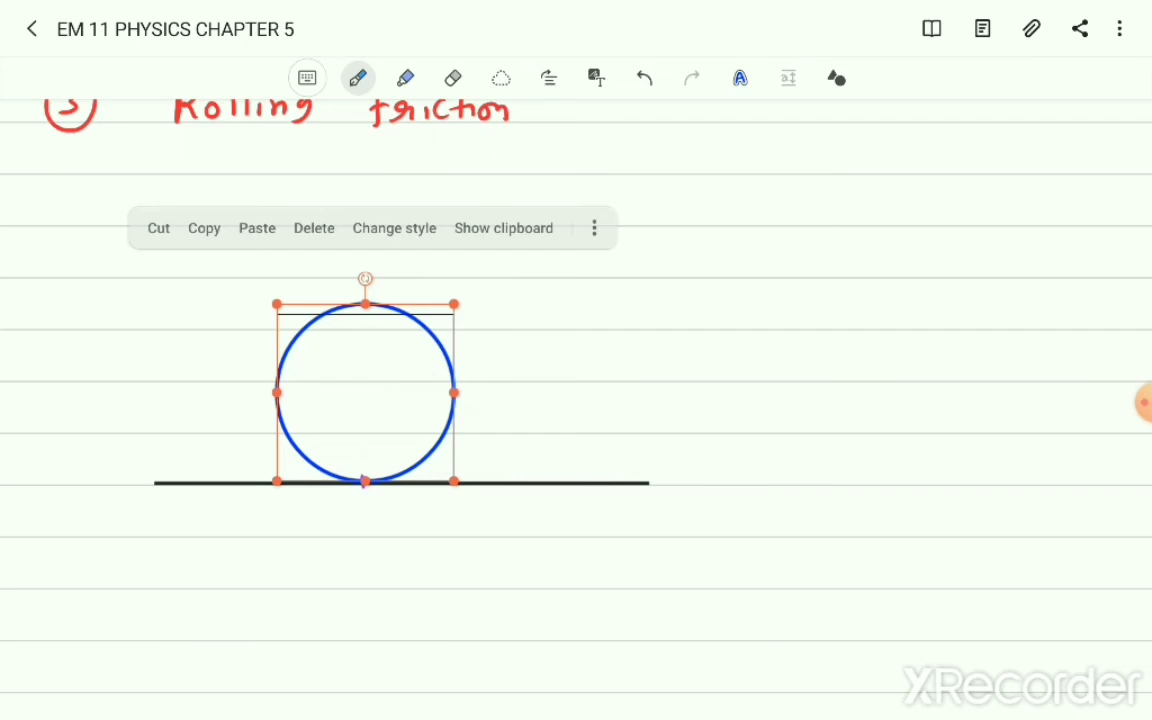 EM 11 PHYSICS CHAPTER 5
3 Rolling friction
Cut Copy Paste Delete Change style Show clipboard
XRecorder